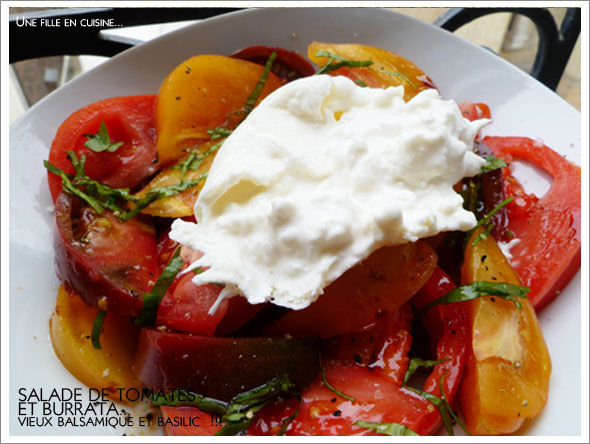 Une fille en cuisine...
SALADE DE TOMATES
ET BURRATA...
VIEUX BALSAMIQUE ET BASILIC !!!